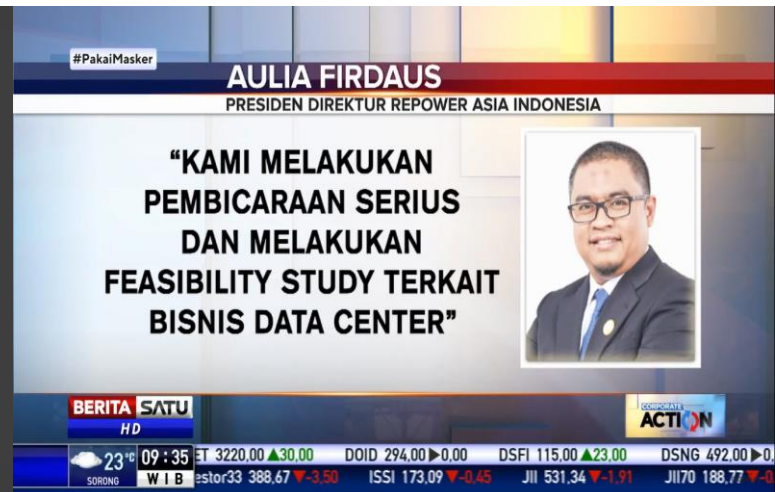 #PakaiMasker
AULIA FIRDAUS
PRESIDEN DIREKTUR REPOWER ASIA INDONESIA
“KAMI MELAKUKAN
PEMBICARAAN SERIUS
DAN MELAKUKAN
FEASIBILITY STUDY TERKAIT
BISNIS DATA CENTER”
BERITA SATU
HD
CORPORATE
ACTION
23°C
SORONG
09:35
WIB
ET 3220,00 ▲30,00 DOID 294,00 ▶0,00 DSFI 115,00 ▲23,00 DSNG 492,00 ▶0,
estor33 388,67 ▼-3,50 ISSI 173,09 ▼-0,45 JII 531,34 ▼-1,91 JII70 188,77 ▼-0